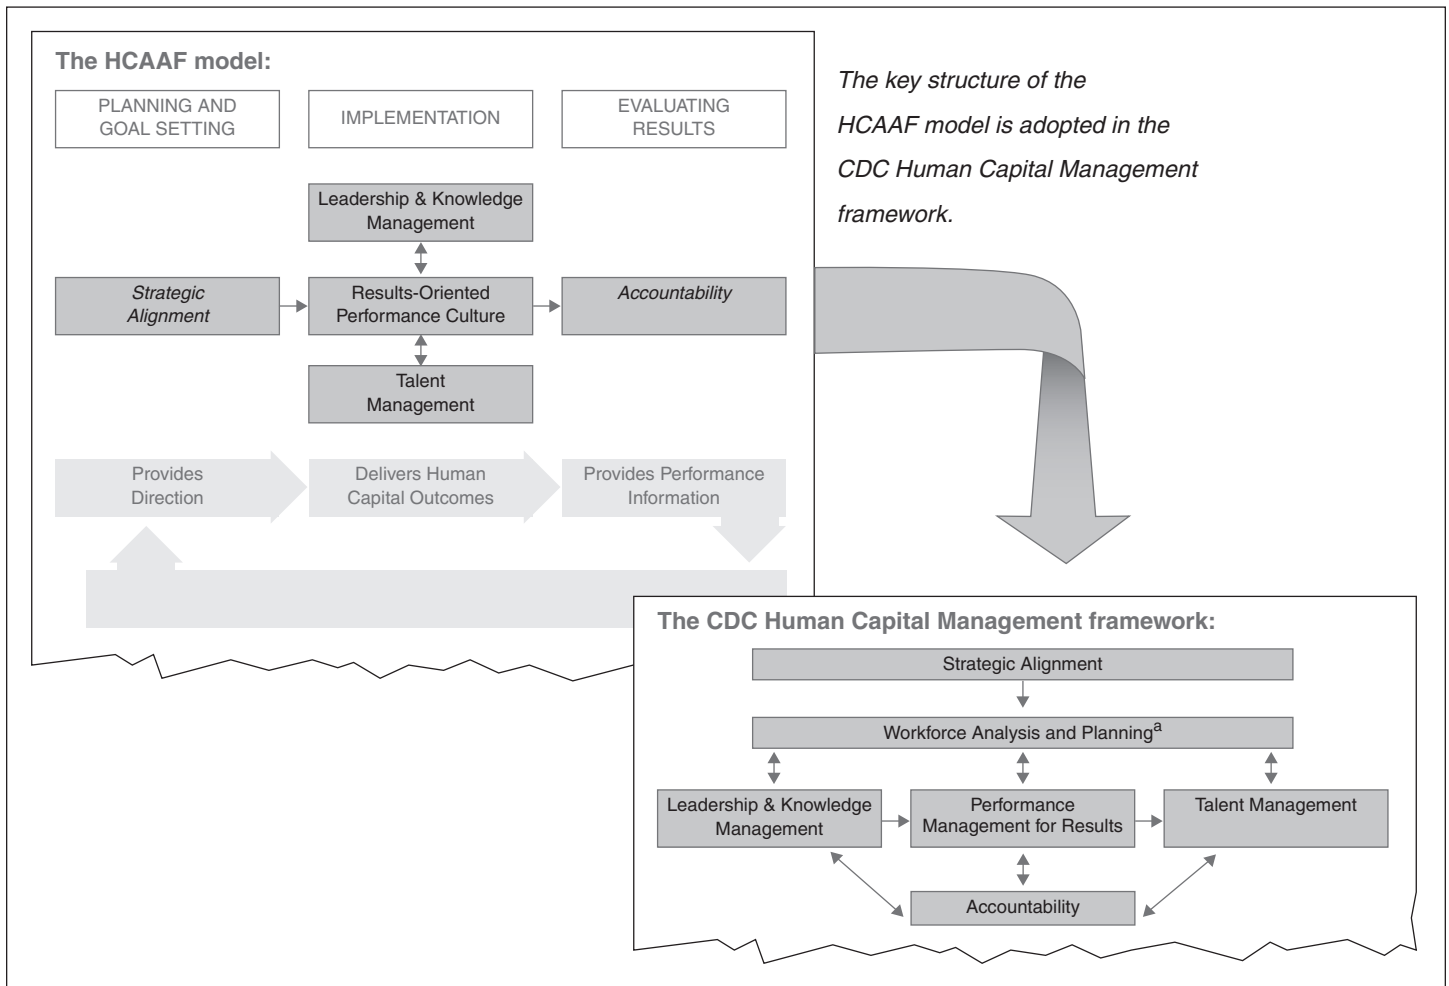 The HCAAF model:
PLANNING AND
GOAL SETTING
IMPLEMENTATION
EVALUATING
RESULTS
Leadership & Knowledge
Management
Strategic
Alignment
Results-Oriented
Performance Culture
Accountability
Talent
Management
Provides
Direction
Delivers Human
Capital Outcomes
Provides Performance
Information
The key structure of the
HCAAF model is adopted in the
CDC Human Capital Management
framework.
The CDC Human Capital Management framework:
Strategic Alignment
Workforce Analysis and Planningᵃ
Leadership & Knowledge
Management
Performance
Management for Results
Talent Management
Accountability